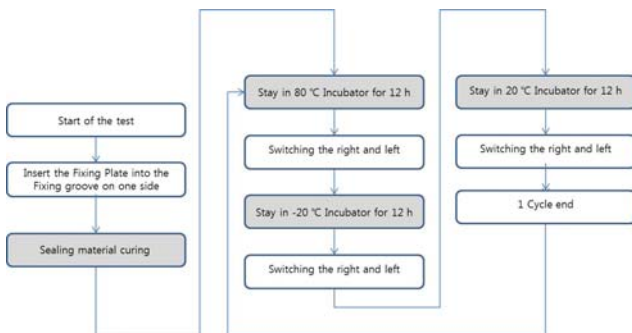 Start of the test
Insert the Fixing Plate into the
Fixing groove on one side
Sealing material curing
Stay in 80 ℃ Incubator for 12 h
Switching the right and left
Stay in -20 ℃ Incubator for 12 h
Switching the right and left
Stay in 20 ℃ Incubator for 12 h
Switching the right and left
1 Cycle end